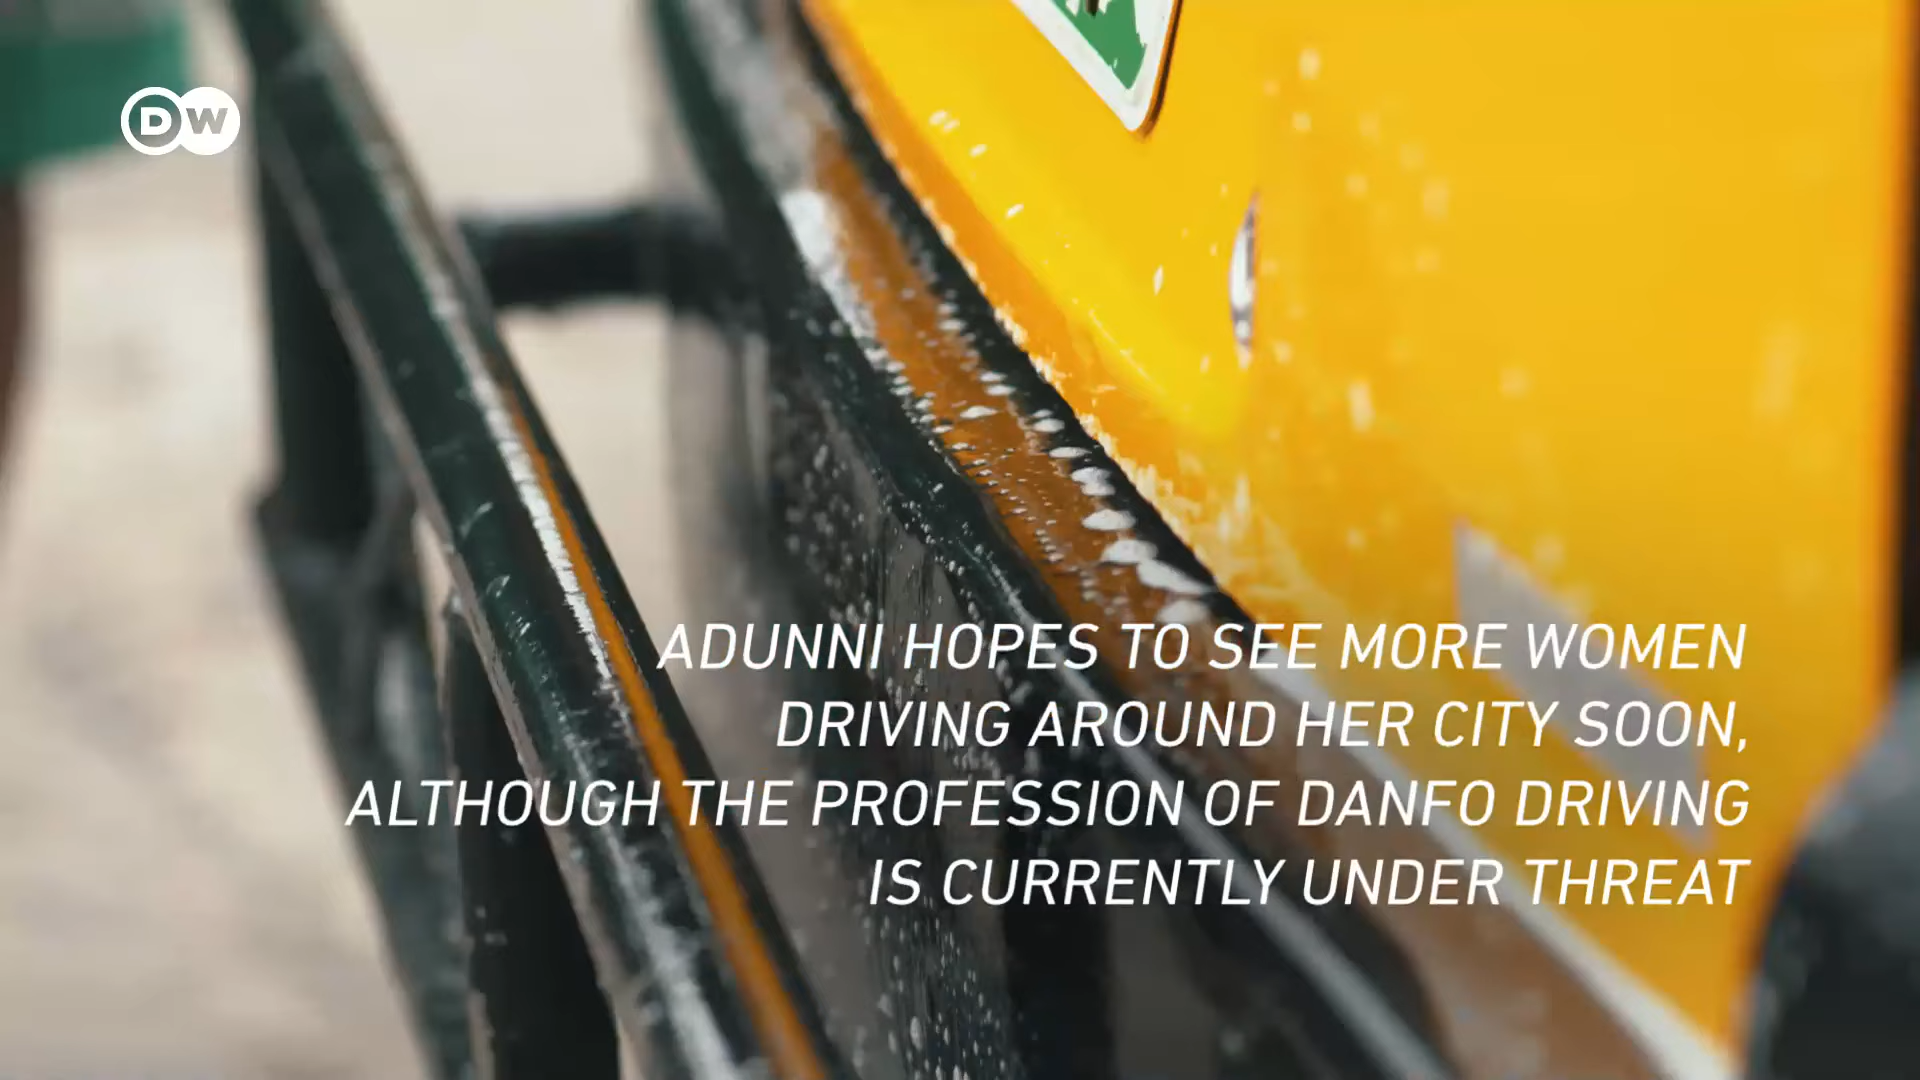 DW
ADUNNI HOPES TO SEE MORE WOMEN
DRIVING AROUND HER CITY SOON,
ALTHOUGH THE PROFESSION OF DANFO DRIVING
IS CURRENTLY UNDER THREAT